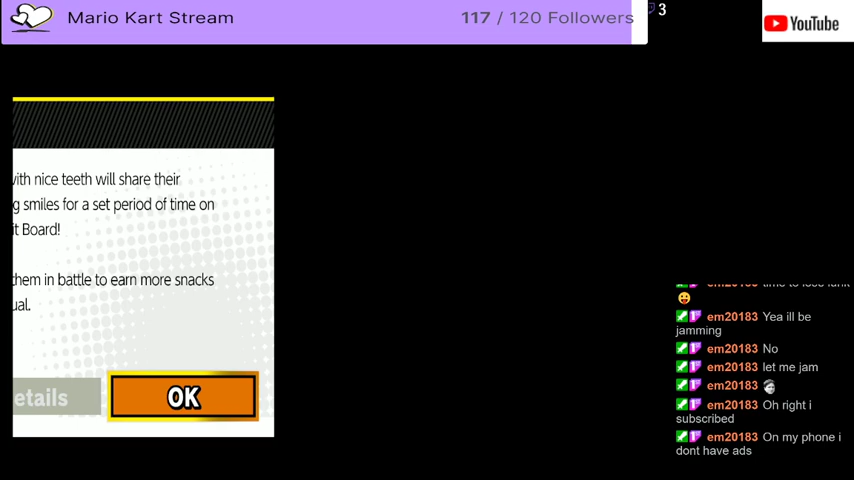 Mario Kart Stream
117 / 120 Followers
3
YouTube
with nice teeth will share their
g smiles for a set period of time on
it Board!
them in battle to earn more snacks
ual.
etails
OK
em20183 Yea ill be
jamming
em20183 No
em20183 let me jam
em20183
em20183 Oh right i
subscribed
em20183 On my phone i
dont have ads